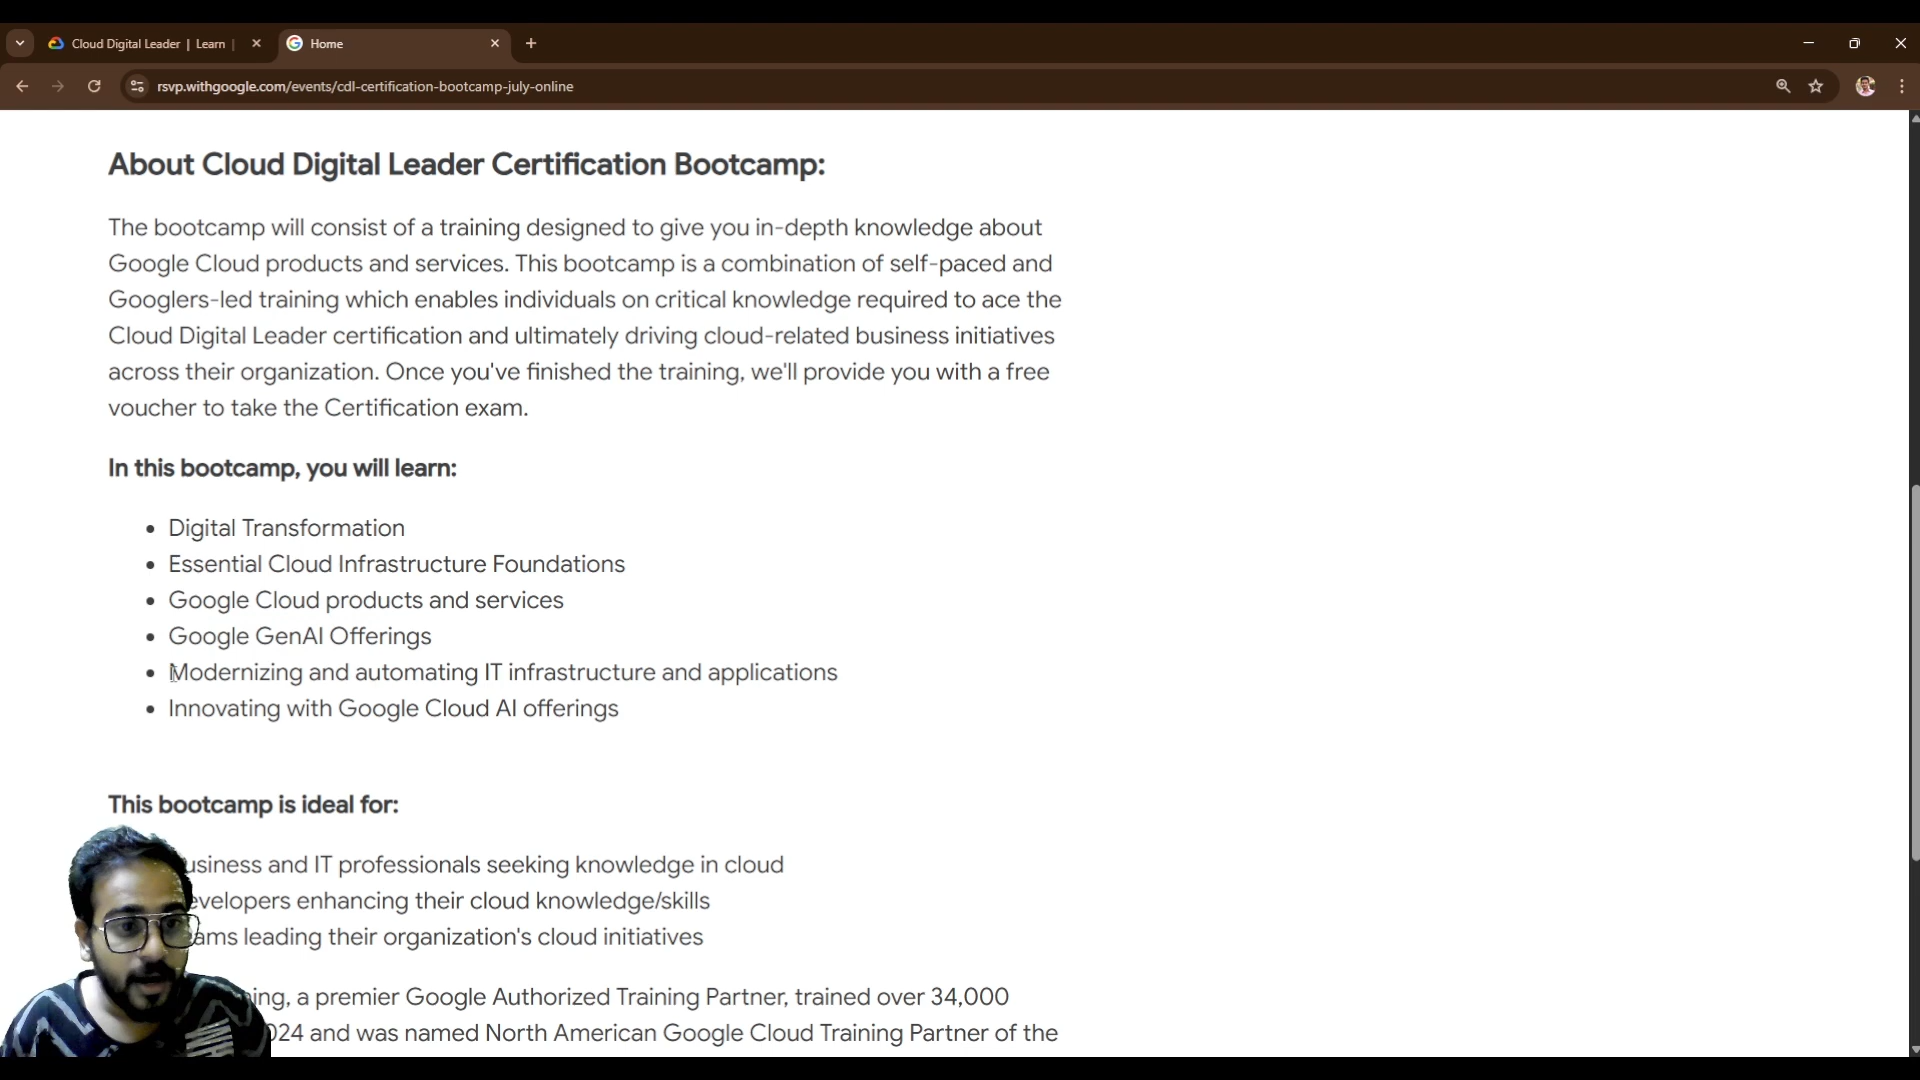 Cloud Digital Leader | Learn
Home
rsvp.withgoogle.com/events/cdl-certification-bootcamp-july-online
About Cloud Digital Leader Certification Bootcamp:
The bootcamp will consist of a training designed to give you in-depth knowledge about
Google Cloud products and services. This bootcamp is a combination of self-paced and
Googlers-led training which enables individuals on critical knowledge required to ace the
Cloud Digital Leader certification and ultimately driving cloud-related business initiatives
across their organization. Once you've finished the training, we'll provide you with a free
voucher to take the Certification exam.
In this bootcamp, you will learn:
Digital Transformation
Essential Cloud Infrastructure Foundations
Google Cloud products and services
Google GenAI Offerings
Modernizing and automating IT infrastructure and applications
Innovating with Google Cloud AI offerings
This bootcamp is ideal for:
usiness and IT professionals seeking knowledge in cloud
evelopers enhancing their cloud knowledge/skills
ams leading their organization's cloud initiatives
ing, a premier Google Authorized Training Partner, trained over 34,000
024 and was named North American Google Cloud Training Partner of the